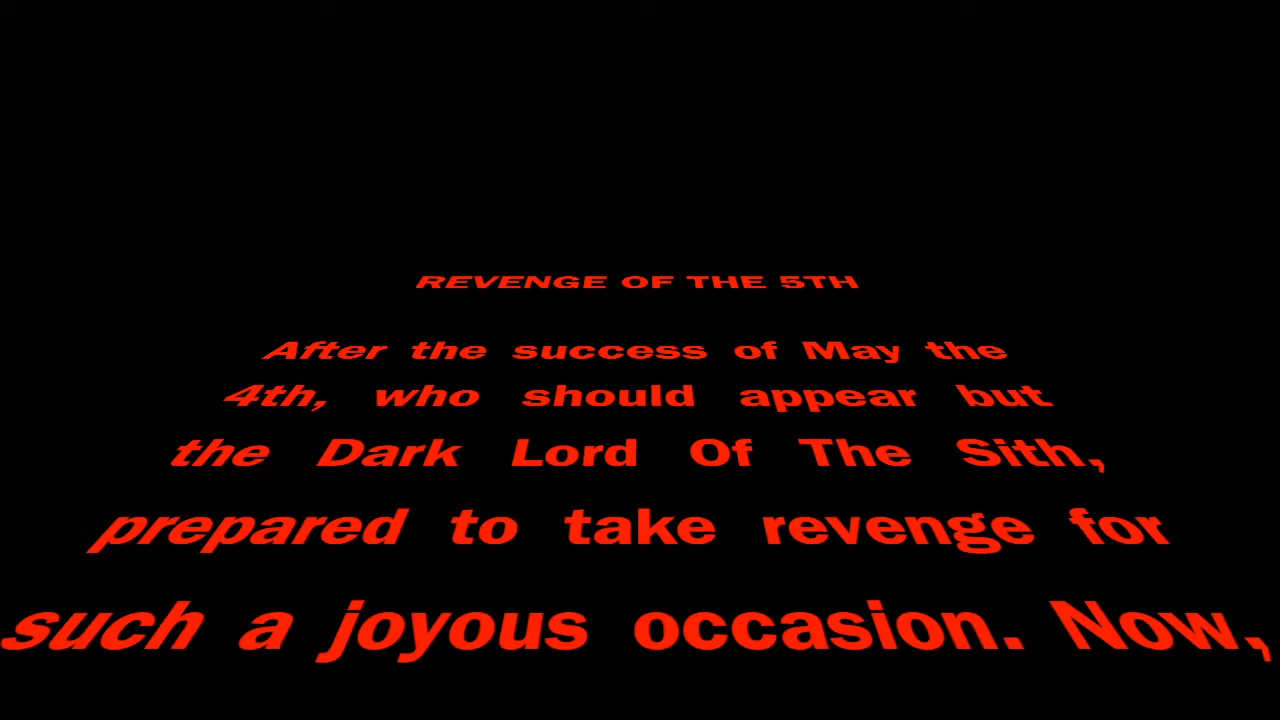 REVENGE OF THE 5TH
After the success of May the
4th, who should appear but
the Dark Lord Of The Sith,
prepared to take revenge for
such a joyous occasion. Now,